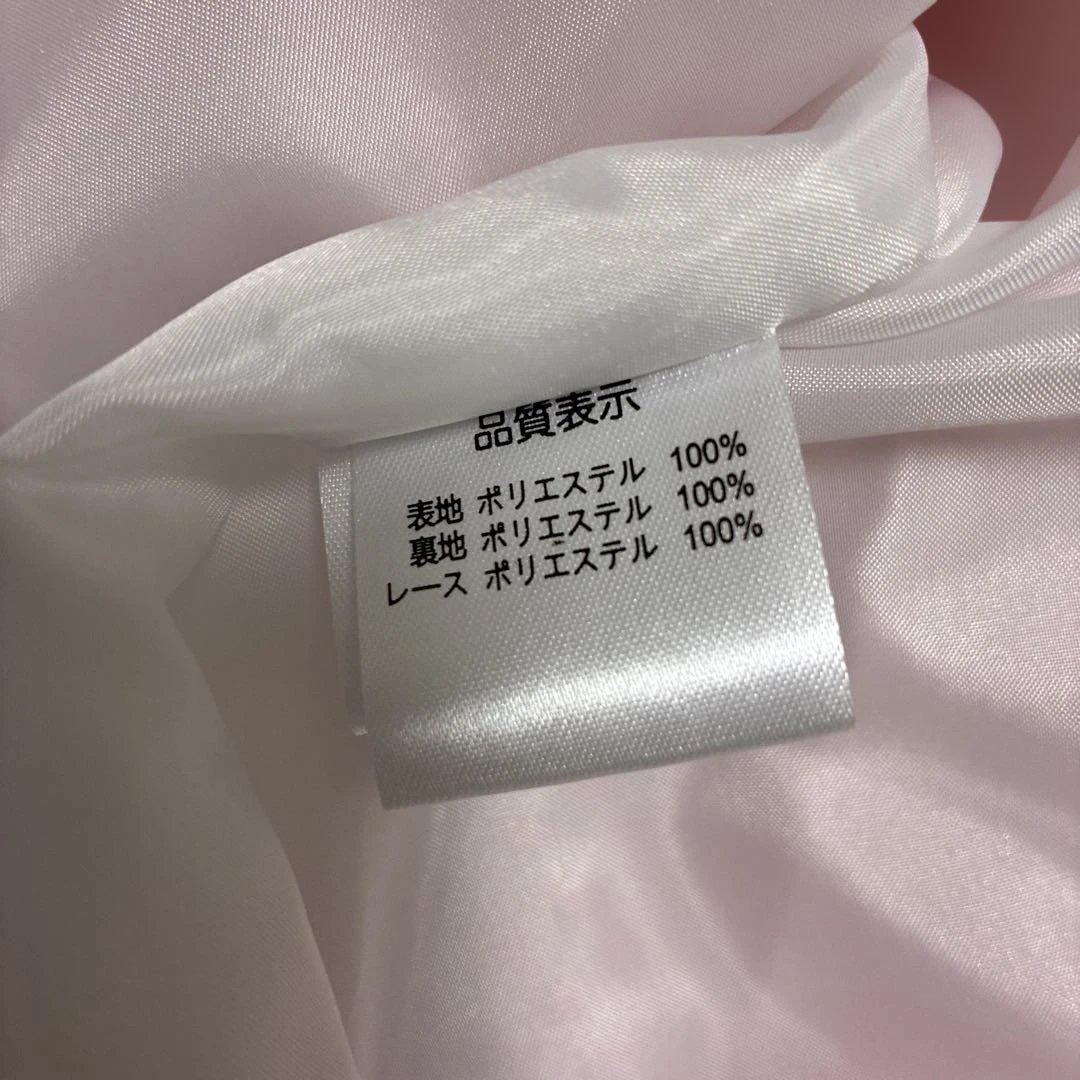 品質表示
表地 ポリエステル 100%
裏地 ポリエステル 100%
レース ポリエステル 100%